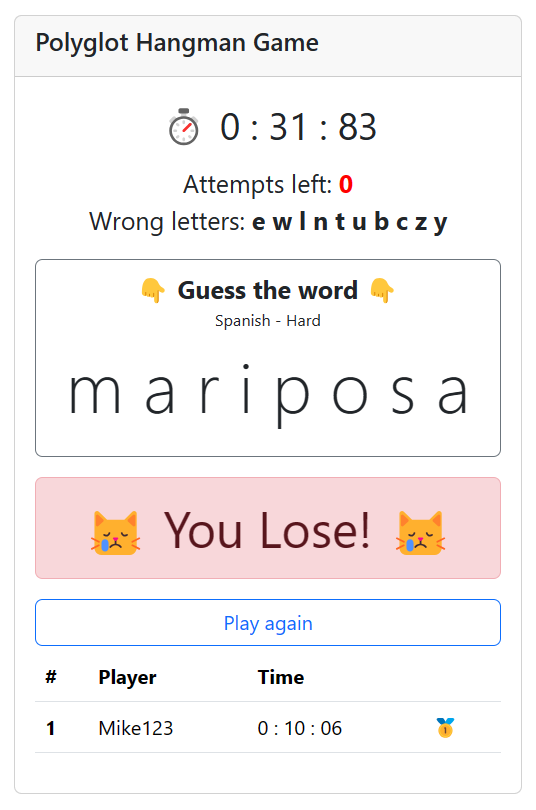 Polyglot Hangman Game
⏱ 0 : 31 : 83
Attempts left: 0
Wrong letters: e w l n t u b c z y
👇 Guess the word 👇
Spanish - Hard
m a r i p o s a
😿 You Lose! 😿
Play again
# Player Time
1 Mike123 0 : 10 : 06 🥇